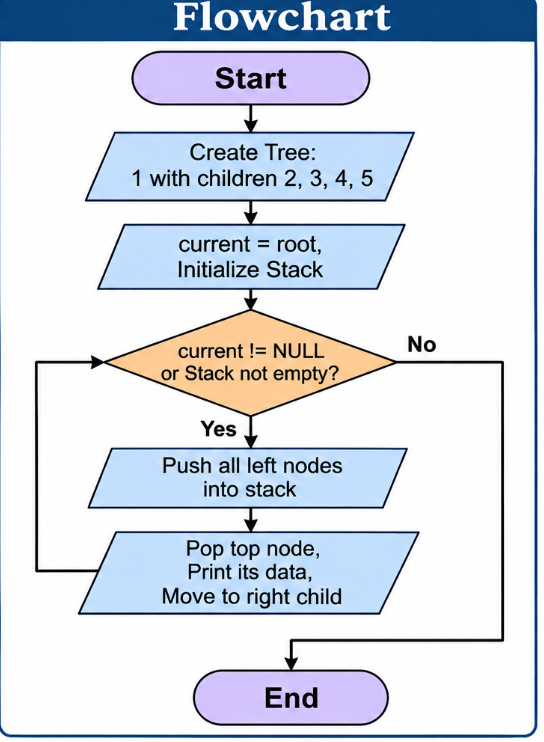 Flowchart
Start
Create Tree:
1 with children 2, 3, 4, 5
current = root,
Initialize Stack
current != NULL
or Stack not empty?
No
Yes
Push all left nodes
into stack
Pop top node,
Print its data,
Move to right child
End